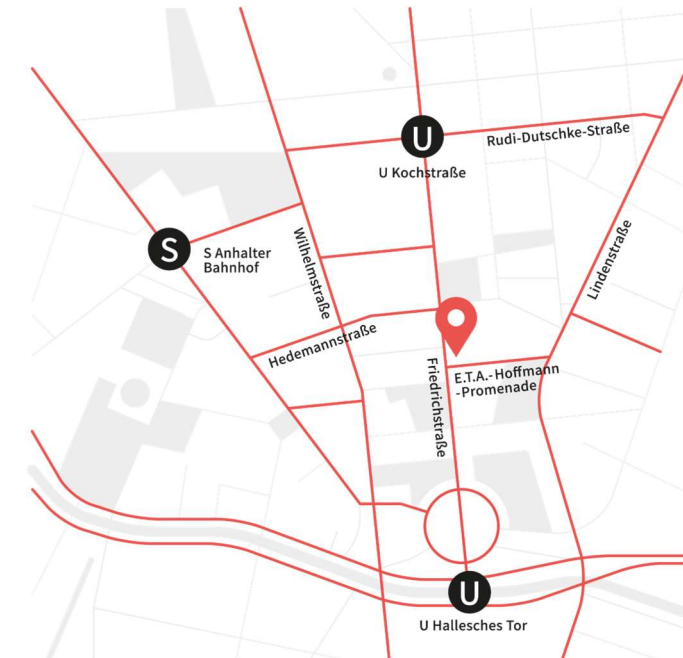 U
Rudi-Dutschke-Straße
U Kochstraße
S
S Anhalter
Bahnhof
Wilhelmstraße
Lindenstraße
Hedemannstraße
Friedrichstraße
E.T.A.-Hoffmann
-Promenade
U
U Hallesches Tor